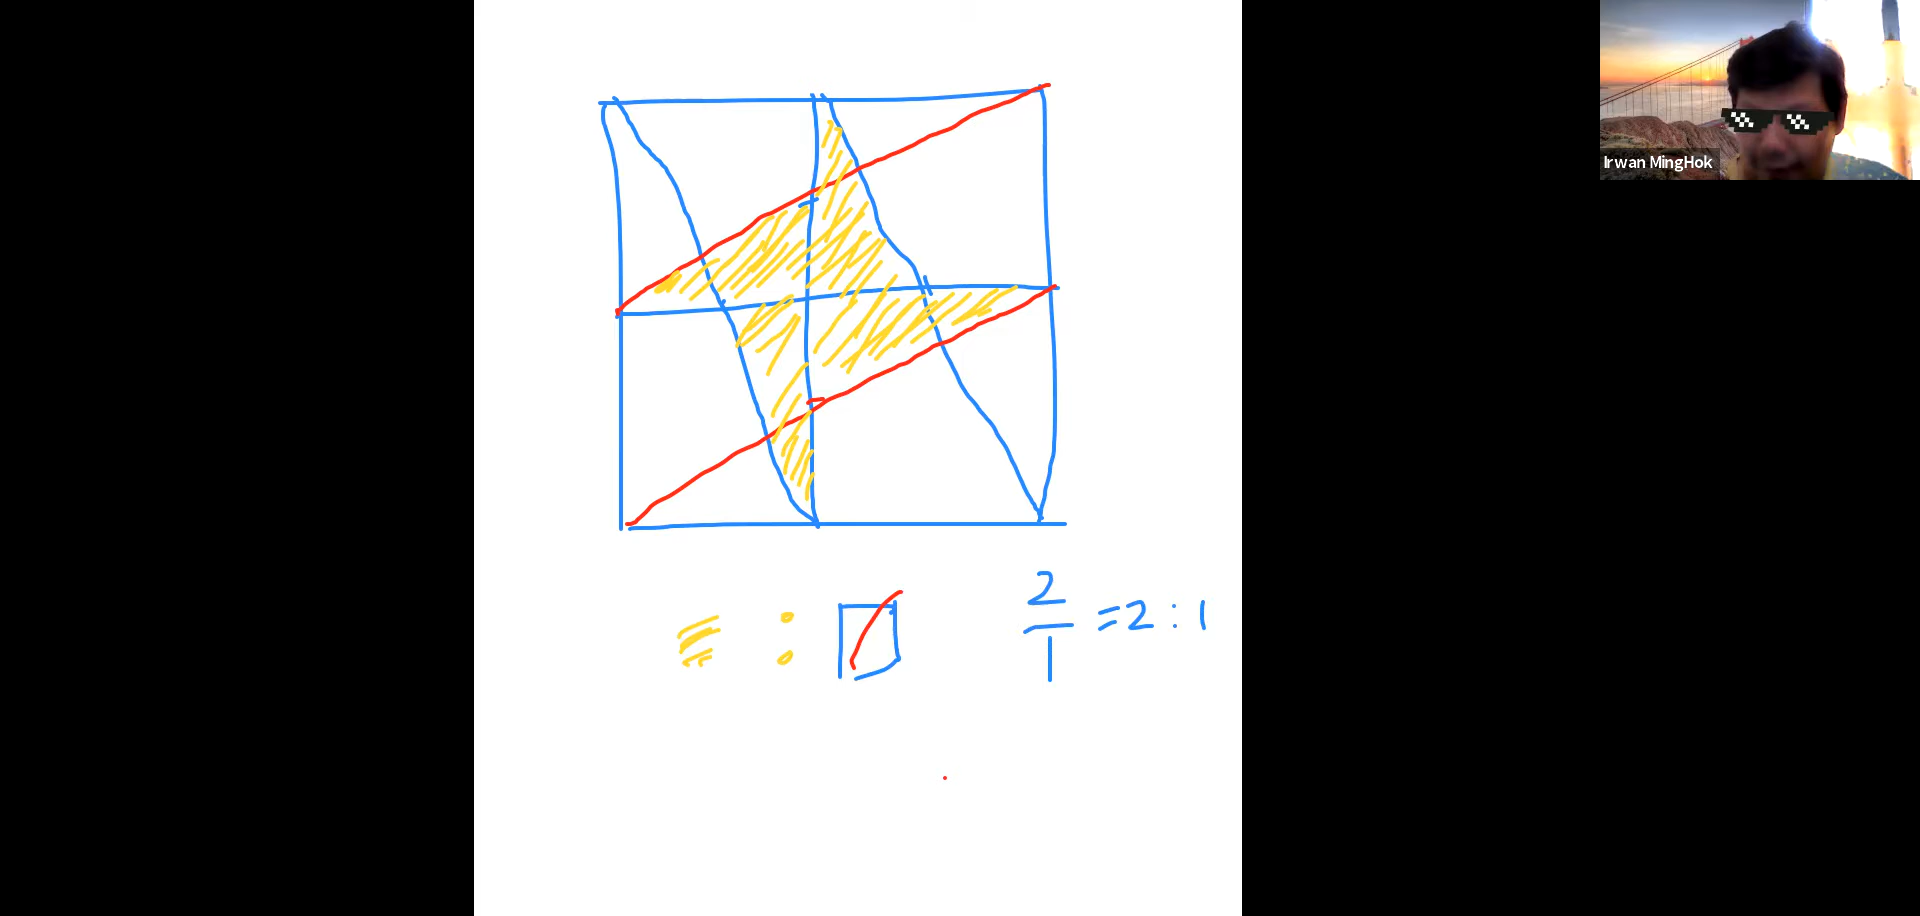 Irwan MingHok
2
— = 2 : 1
1